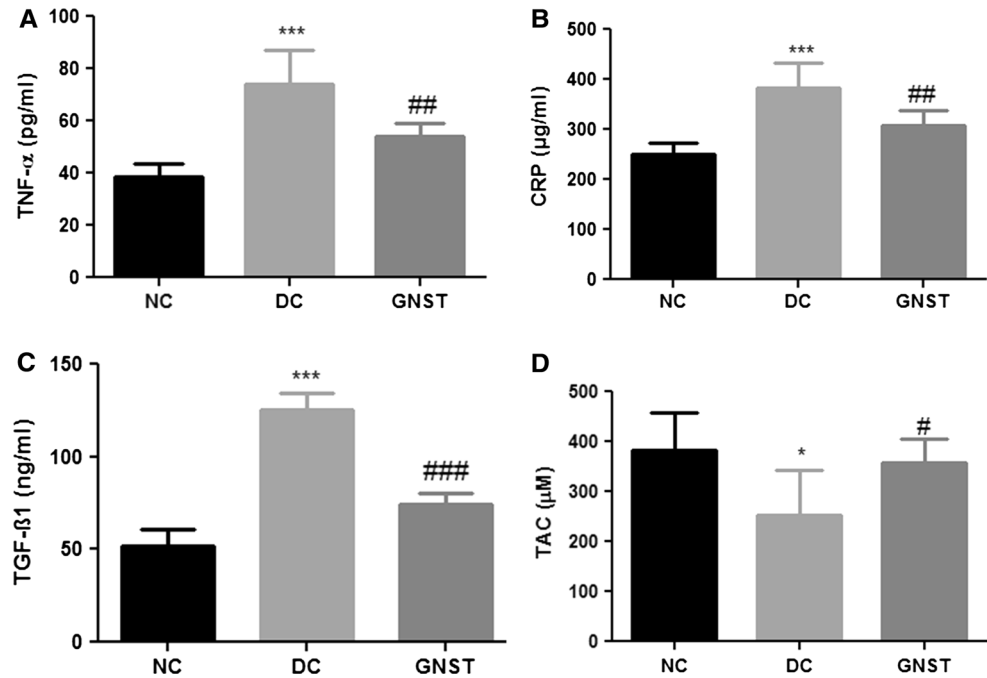 A
TNF-α (pg/ml)
100
80
60
40
20
0
***
##
NC DC GNST
B
CRP (µg/ml)
500
400
300
200
100
0
***
##
NC DC GNST
C
TGF-ß1 (ng/ml)
150
100
50
0
***
###
NC DC GNST
D
TAC (µM)
500
400
300
200
100
0
*
#
NC DC GNST